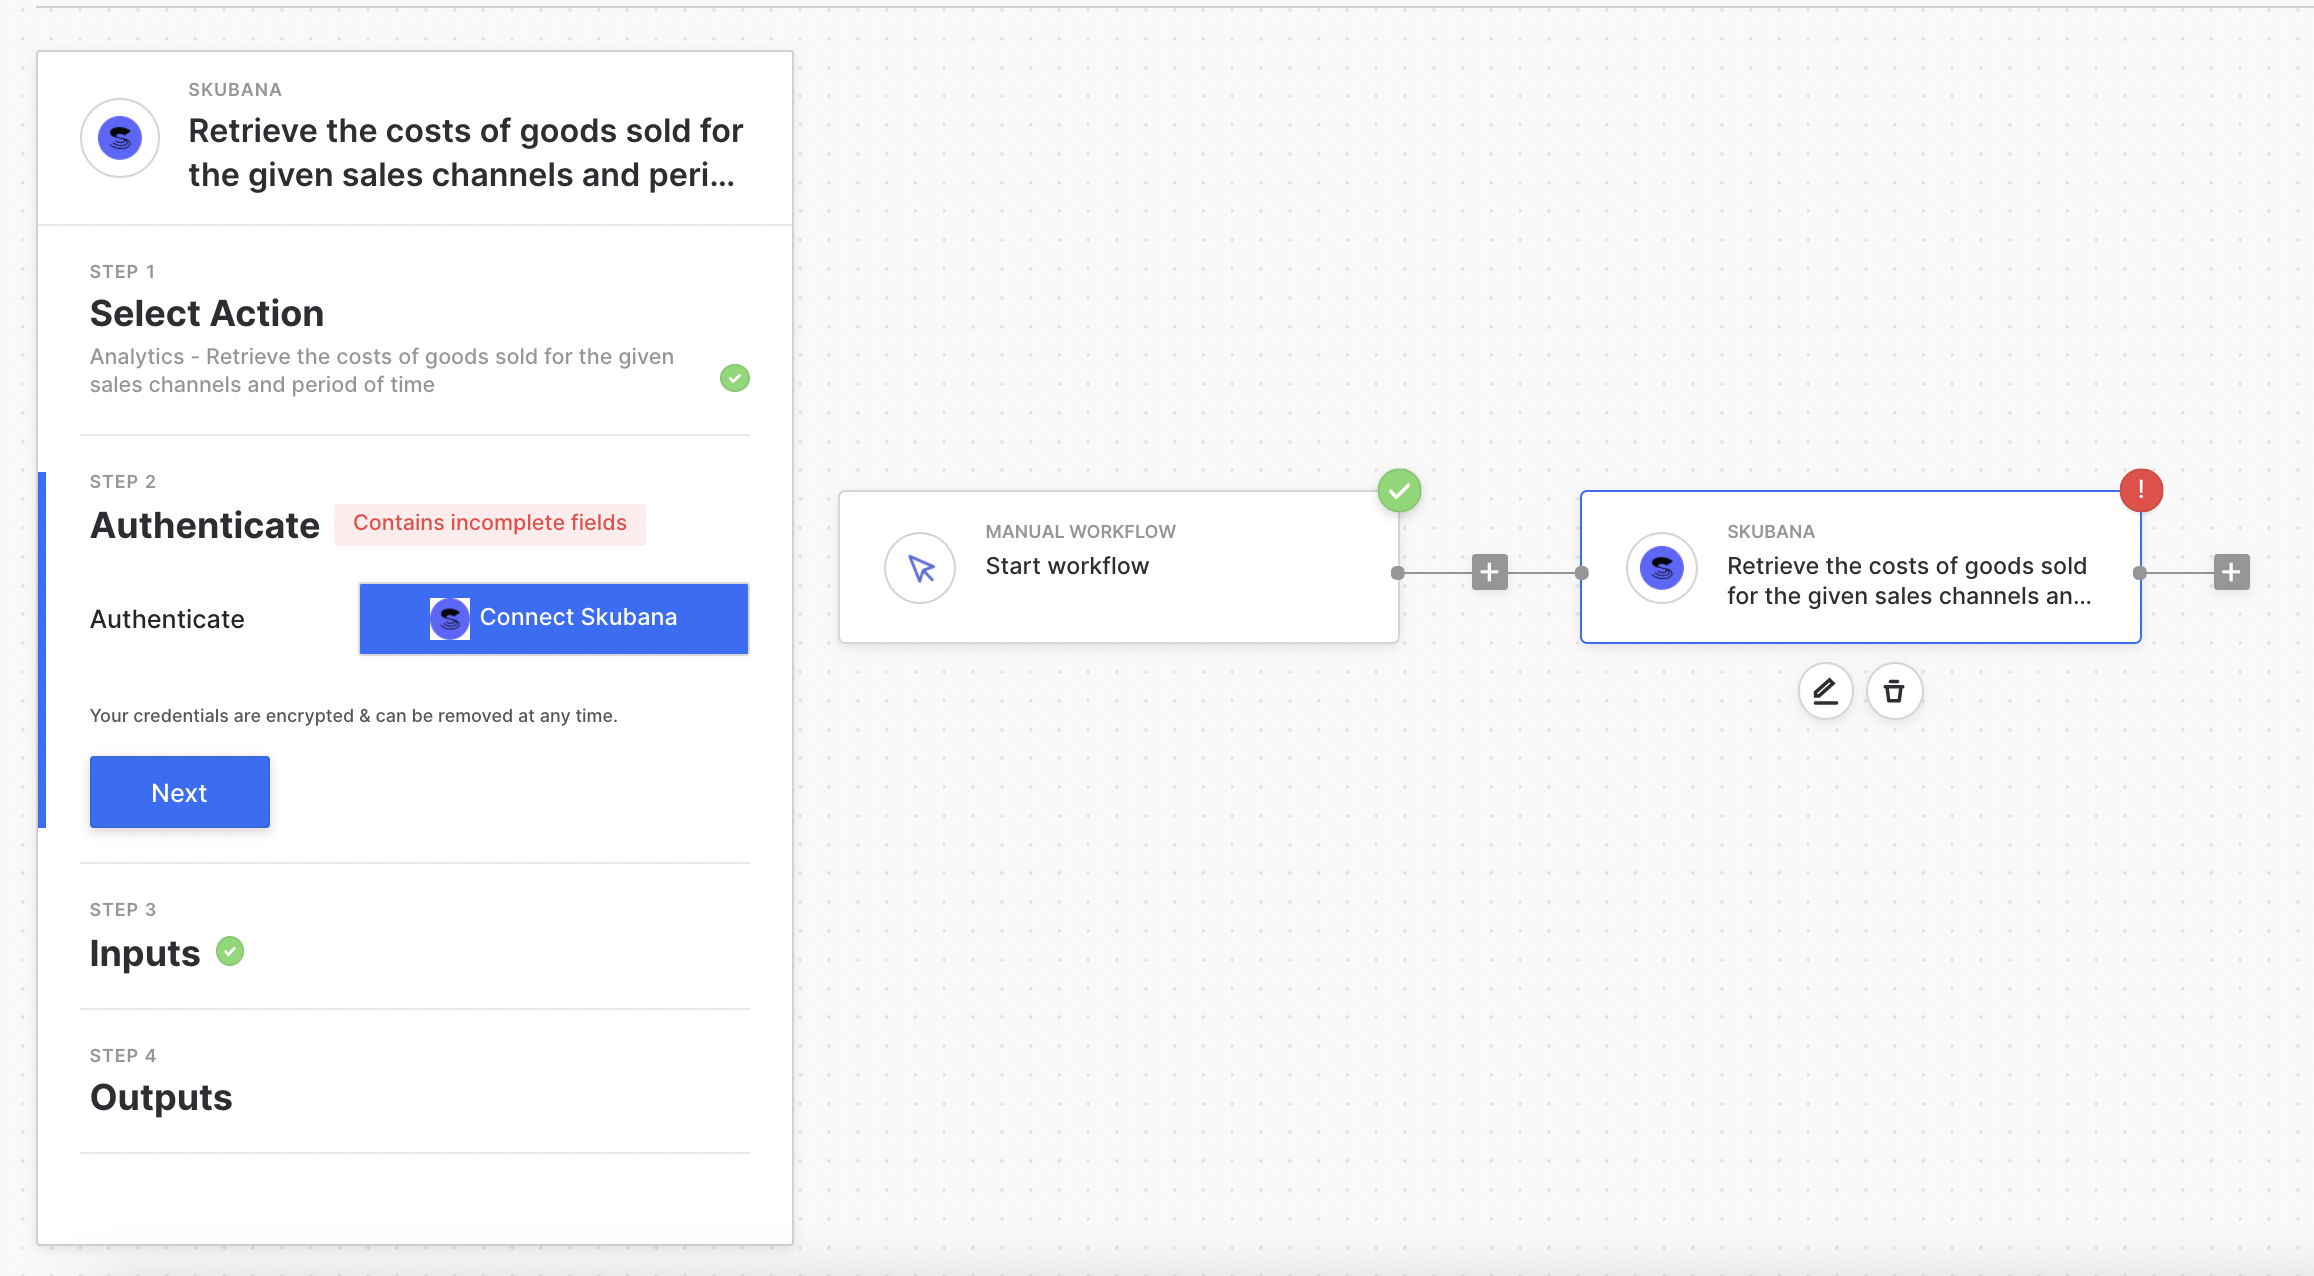 SKUBANA
Retrieve the costs of goods sold for
the given sales channels and peri...
STEP 1
Select Action
Analytics - Retrieve the costs of goods sold for the given
sales channels and period of time
STEP 2
Authenticate
Contains incomplete fields
Authenticate
Connect Skubana
Your credentials are encrypted & can be removed at any time.
Next
STEP 3
Inputs
STEP 4
Outputs
MANUAL WORKFLOW
Start workflow
SKUBANA
Retrieve the costs of goods sold
for the given sales channels an...